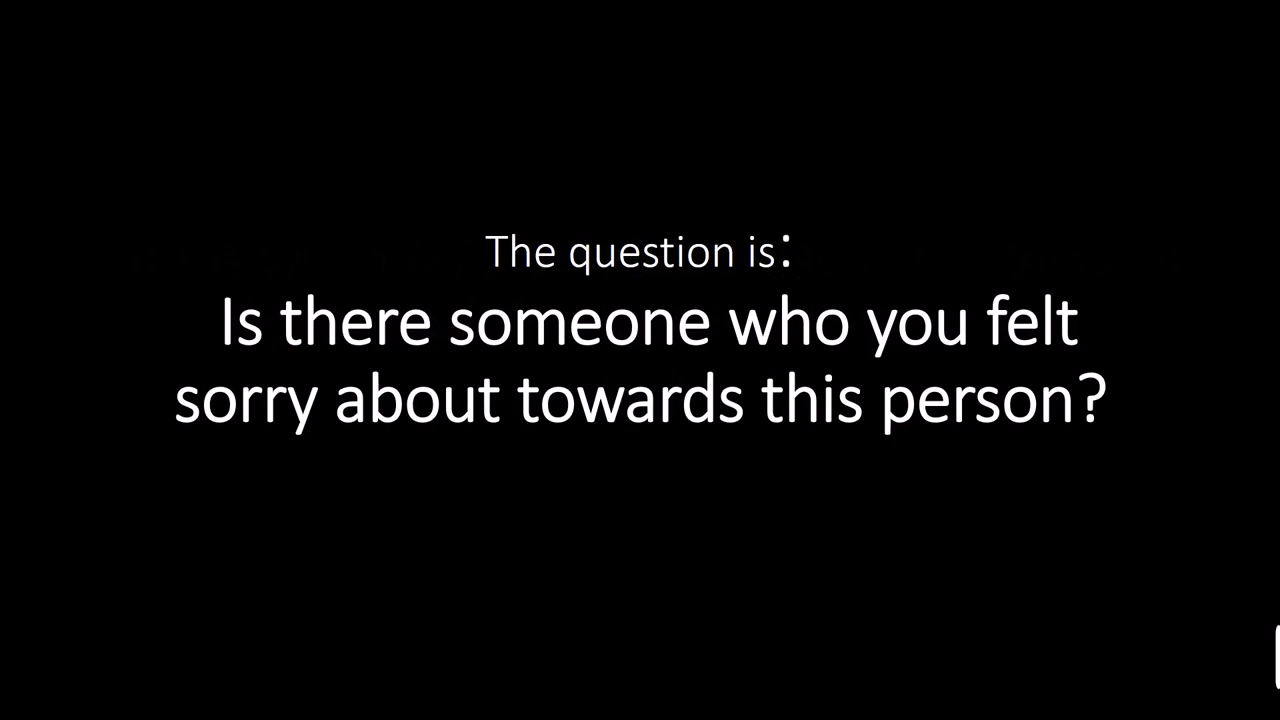 The question is:
Is there someone who you felt
sorry about towards this person?